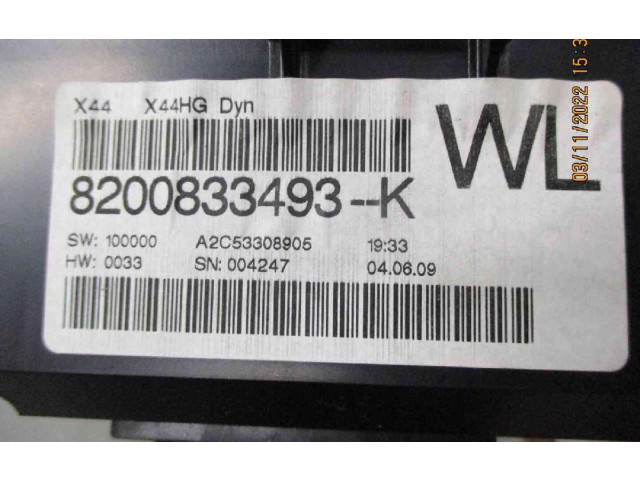 X44 X44HG Dyn
WL
8200833493--K
SW: 100000 A2C53308905 19:33
HW: 0033 SN: 004247 04.06.09
03/11/2022 15:3